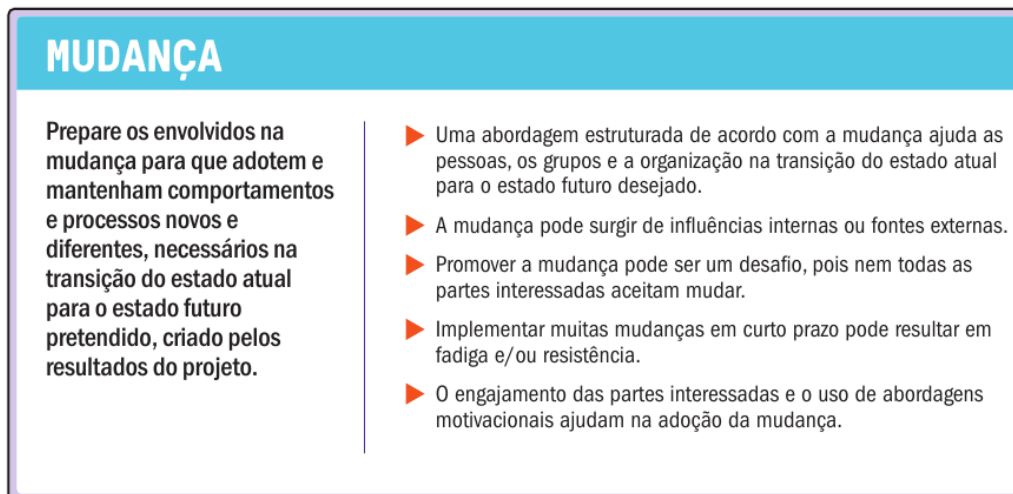 MUDANÇA
Prepare os envolvidos na
mudança para que adotem e
mantenham comportamentos
e processos novos e
diferentes, necessários na
transição do estado atual
para o estado futuro
pretendido, criado pelos
resultados do projeto.
▶ Uma abordagem estruturada de acordo com a mudança ajuda as
pessoas, os grupos e a organização na transição do estado atual
para o estado futuro desejado.
▶ A mudança pode surgir de influências internas ou fontes externas.
▶ Promover a mudança pode ser um desafio, pois nem todas as
partes interessadas aceitam mudar.
▶ Implementar muitas mudanças em curto prazo pode resultar em
fadiga e/ou resistência.
▶ O engajamento das partes interessadas e o uso de abordagens
motivacionais ajudam na adoção da mudança.